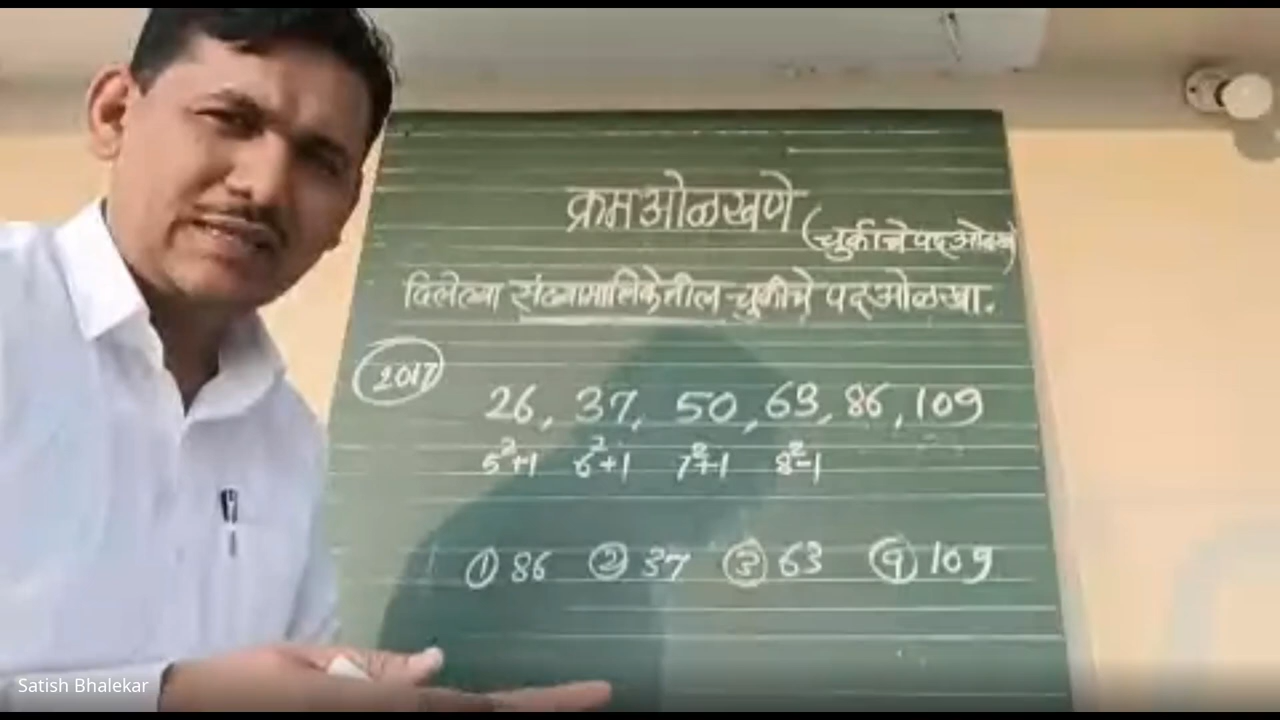 क्रम ओळखणे
(चुकीचे पद ओळखणे)
दिलेल्या संख्यामालिकेतील चुकीचे पद ओळखा.
2017 26, 37, 50, 63, 86, 109
5²+1 6²+1 7²+1 8²-1
① 86 ② 37 ③ 63 ④ 109
Satish Bhalekar